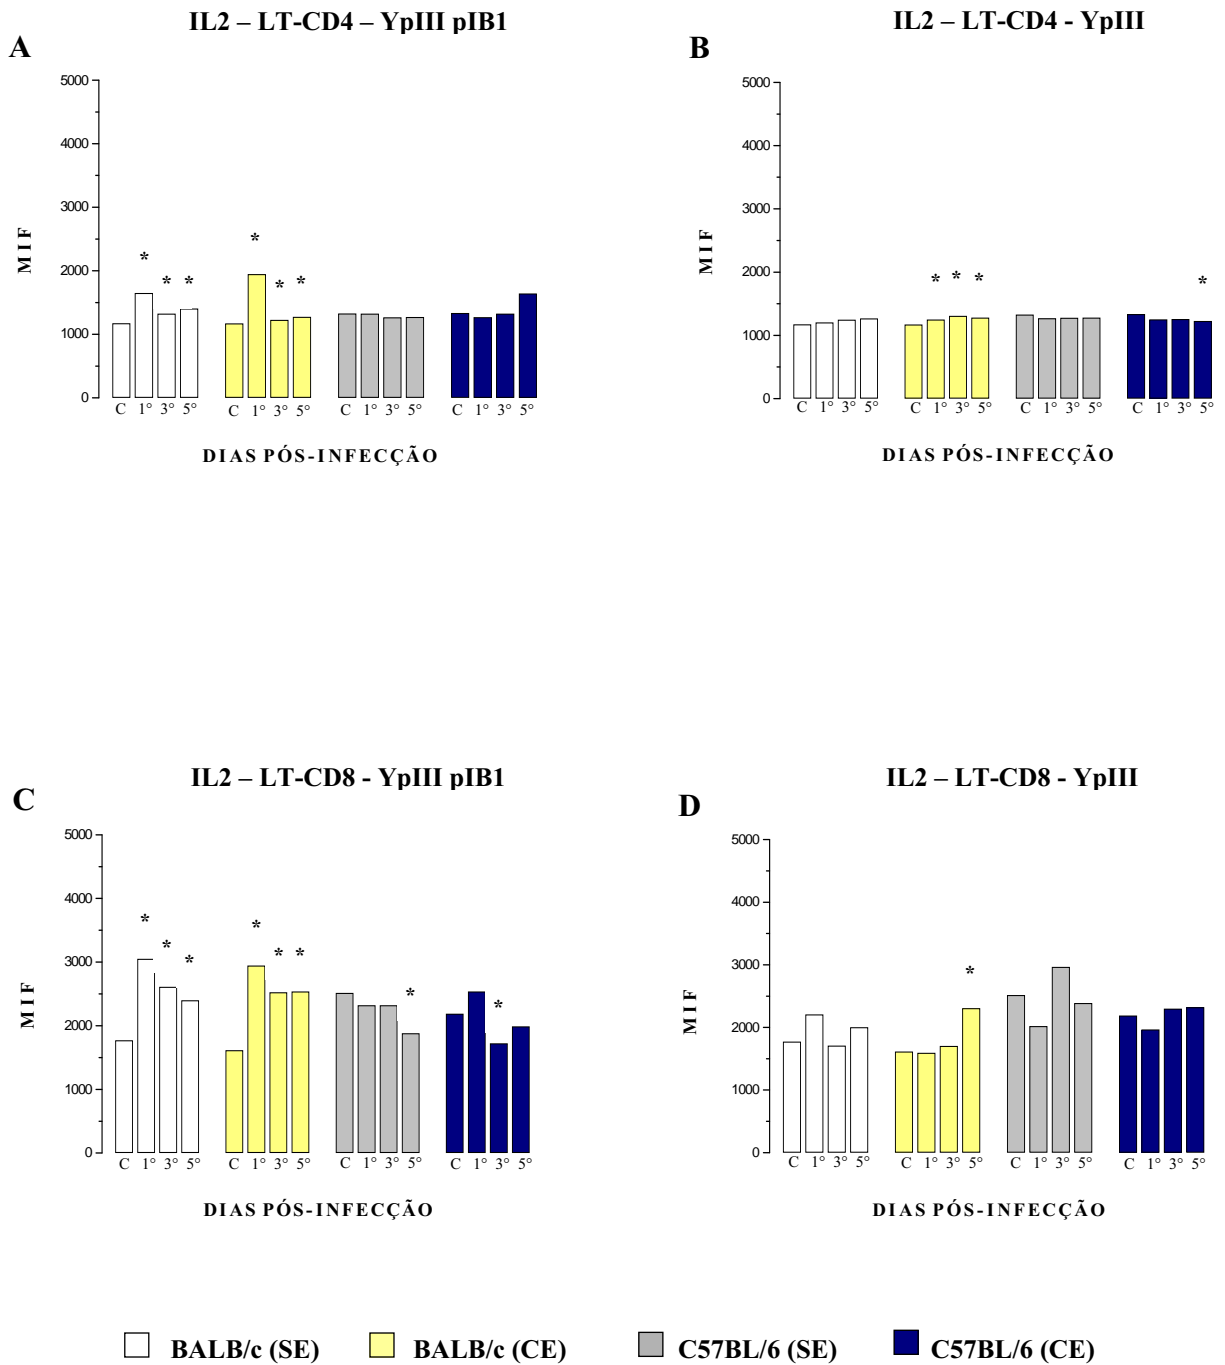 IL2 – LT-CD4 – YpIII pIB1
A
5000
4000
3000
2000
1000
0
MIF
* * * * * *
C 1° 3° 5° C 1° 3° 5° C 1° 3° 5° C 1° 3° 5°
DIAS PÓS-INFECÇÃO
IL2 – LT-CD4 - YpIII
B
5000
4000
3000
2000
1000
0
MIF
* * * *
C 1° 3° 5° C 1° 3° 5° C 1° 3° 5° C 1° 3° 5°
DIAS PÓS-INFECÇÃO
IL2 – LT-CD8 - YpIII pIB1
C
5000
4000
3000
2000
1000
0
MIF
* * * * * * * *
C 1° 3° 5° C 1° 3° 5° C 1° 3° 5° C 1° 3° 5°
DIAS PÓS-INFECÇÃO
IL2 – LT-CD8 - YpIII
D
5000
4000
3000
2000
1000
0
MIF
*
C 1° 3° 5° C 1° 3° 5° C 1° 3° 5° C 1° 3° 5°
DIAS PÓS-INFECÇÃO
BALB/c (SE) BALB/c (CE) C57BL/6 (SE) C57BL/6 (CE)